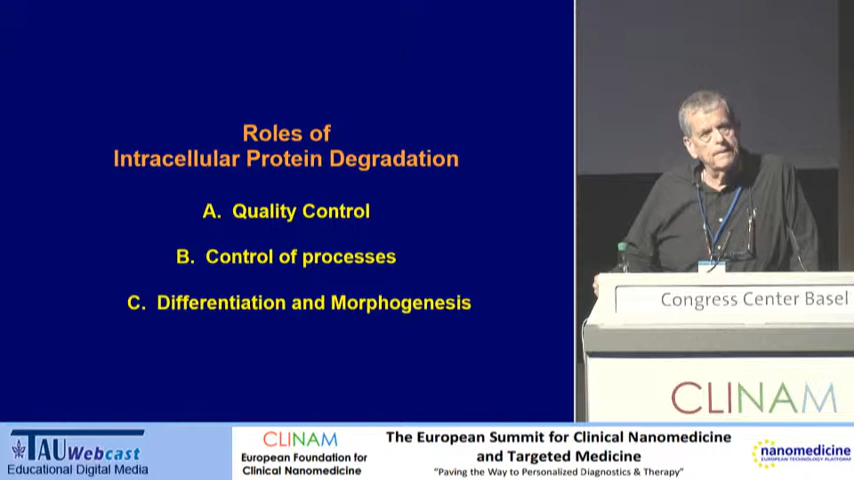 Roles of
Intracellular Protein Degradation
A. Quality Control
B. Control of processes
C. Differentiation and Morphogenesis
Congress Center Basel
CLINAM
TAU Webcast
Educational Digital Media
CLINAM
European Foundation for
Clinical Nanomedicine
The European Summit for Clinical Nanomedicine
and Targeted Medicine
"Paving the Way to Personalized Diagnostics & Therapy"
nanomedicine
EUROPEAN TECHNOLOGY PLATFORM